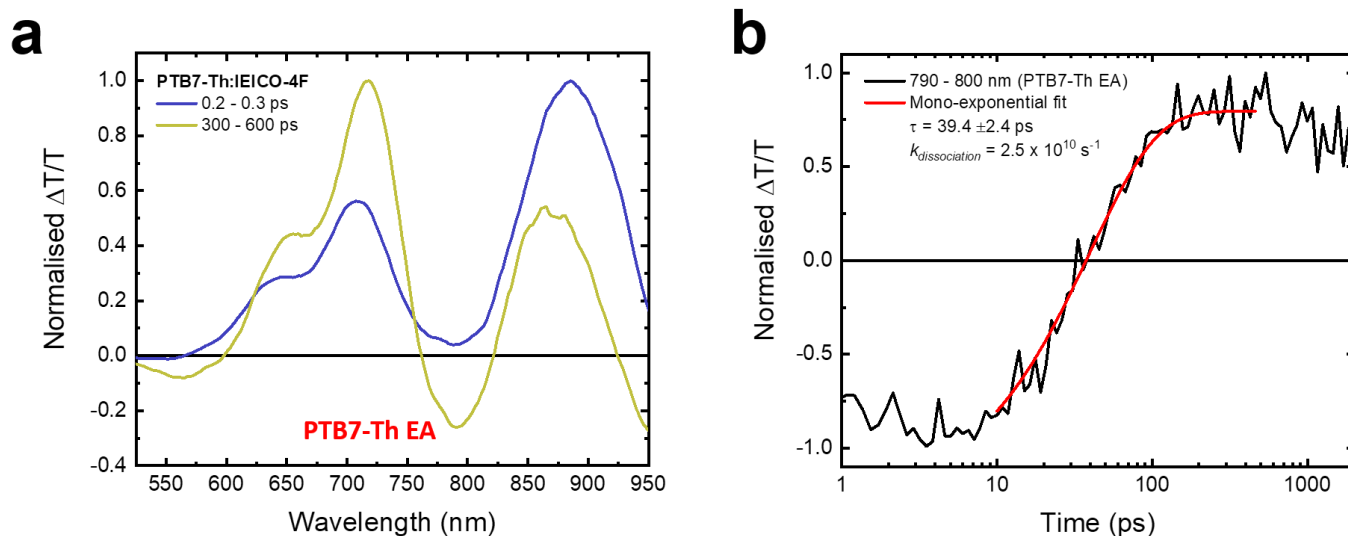 a
PTB7-Th:IEICO-4F
0.2 - 0.3 ps
300 - 600 ps
1.0
0.8
0.6
0.4
0.2
0.0
-0.2
-0.4
Normalised ΔT/T
PTB7-Th EA
550 600 650 700 750 800 850 900 950
Wavelength (nm)
b
790 - 800 nm (PTB7-Th EA)
Mono-exponential fit
τ = 39.4 ±2.4 ps
k_dissociation = 2.5 x 10¹⁰ s⁻¹
1.0
0.5
0.0
-0.5
-1.0
Normalised ΔT/T
1 10 100 1000
Time (ps)